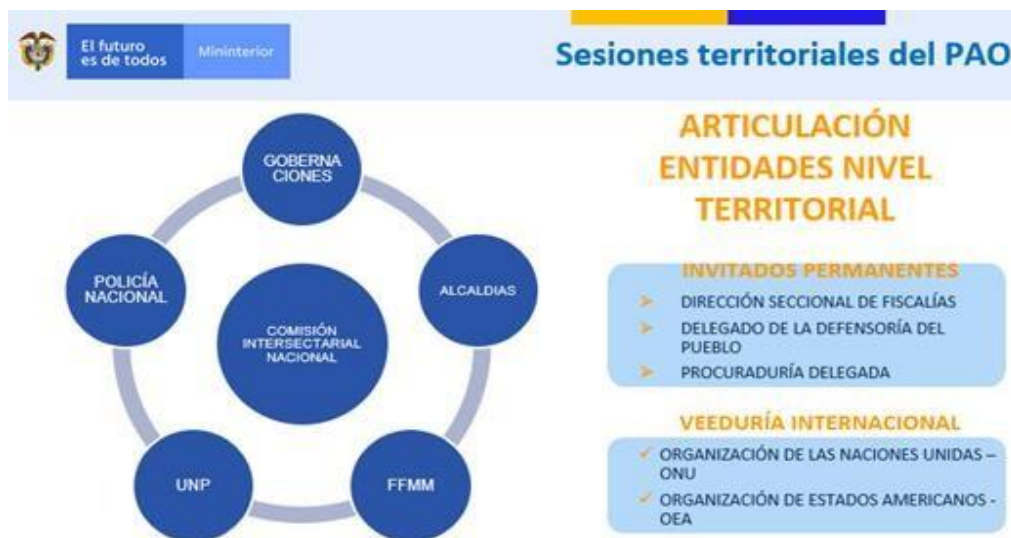 El futuro
es de todos
Mininterior
Sesiones territoriales del PAO
GOBERNA
CIONES
POLICÍA
NACIONAL
ALCALDIAS
COMISIÓN
INTERSECTARIAL
NACIONAL
UNP
FFMM
ARTICULACIÓN
ENTIDADES NIVEL
TERRITORIAL
INVITADOS PERMANENTES
➤ DIRECCIÓN SECCIONAL DE FISCALÍAS
➤ DELEGADO DE LA DEFENSORÍA DEL
PUEBLO
➤ PROCURADURÍA DELEGADA
VEEDURÍA INTERNACIONAL
✓ ORGANIZACIÓN DE LAS NACIONES UNIDAS –
ONU
✓ ORGANIZACIÓN DE ESTADOS AMERICANOS -
OEA